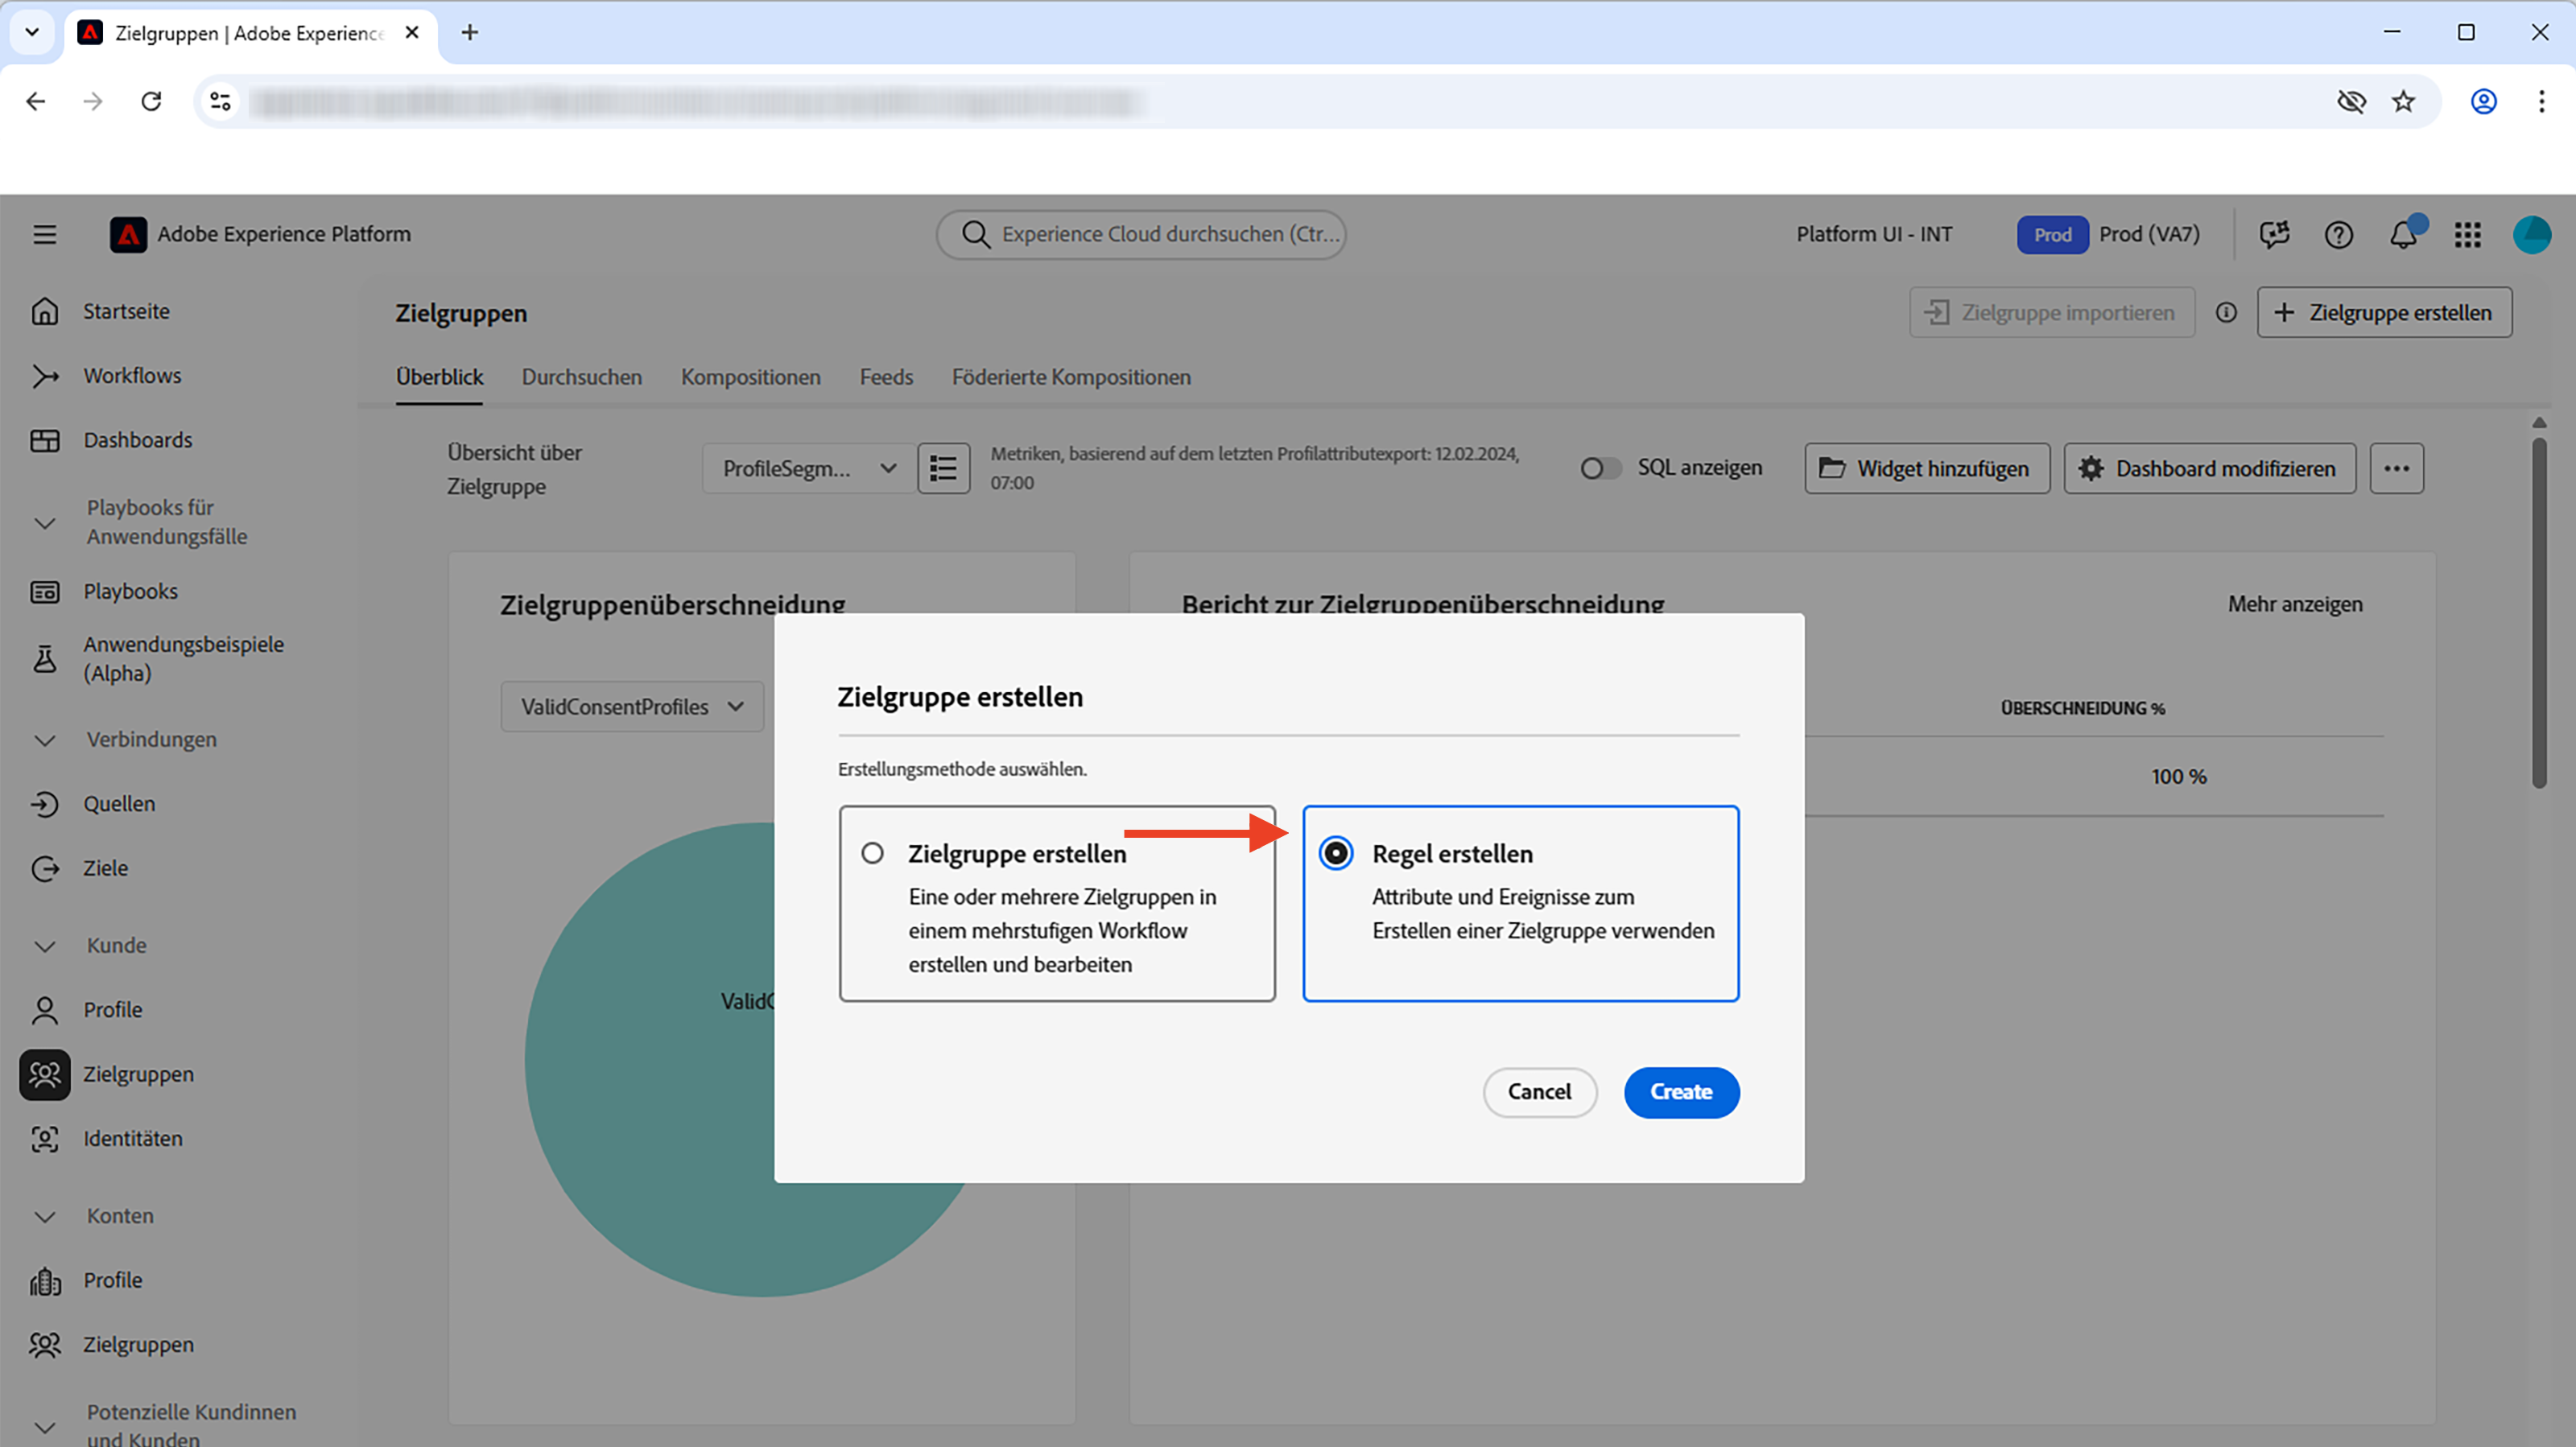 Zielgruppen | Adobe Experience
Adobe Experience Platform
Experience Cloud durchsuchen (Ctr...
Platform UI - INT
Prod
Prod (VA7)
Startseite
Workflows
Dashboards
Playbooks für
Anwendungsfälle
Playbooks
Anwendungsbeispiele
(Alpha)
Verbindungen
Quellen
Ziele
Kunde
Profile
Zielgruppen
Identitäten
Konten
Profile
Zielgruppen
Potenzielle Kundinnen
und Kunden
Zielgruppen
Zielgruppe importieren
Zielgruppe erstellen
Überblick
Durchsuchen
Kompositionen
Feeds
Föderierte Kompositionen
Übersicht über
Zielgruppe
ProfileSegm...
Metriken, basierend auf dem letzten Profilattributexport: 12.02.2024,
07:00
SQL anzeigen
Widget hinzufügen
Dashboard modifizieren
Zielgruppenüberschneidung
ValidConsentProfiles
Bericht zur Zielgruppenüberschneidung
Mehr anzeigen
ÜBERSCHNEIDUNG %
100 %
Zielgruppe erstellen
Erstellungsmethode auswählen.
Zielgruppe erstellen
Eine oder mehrere Zielgruppen in
einem mehrstufigen Workflow
erstellen und bearbeiten
Regel erstellen
Attribute und Ereignisse zum
Erstellen einer Zielgruppe verwenden
Cancel
Create